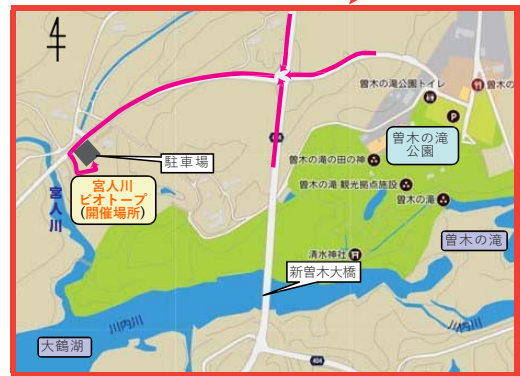 曽木の滝公園トイレ
曽木の
P
曽木の滝
公園
駐車場
曽木の滝の田の神
宮人川
ビオトープ
(開催場所)
宮人川
曽木の滝 観光拠点施設
曽木の滝
曽木の滝
清水神社
新曽木大橋
川内川
川内川
大鶴湖
404